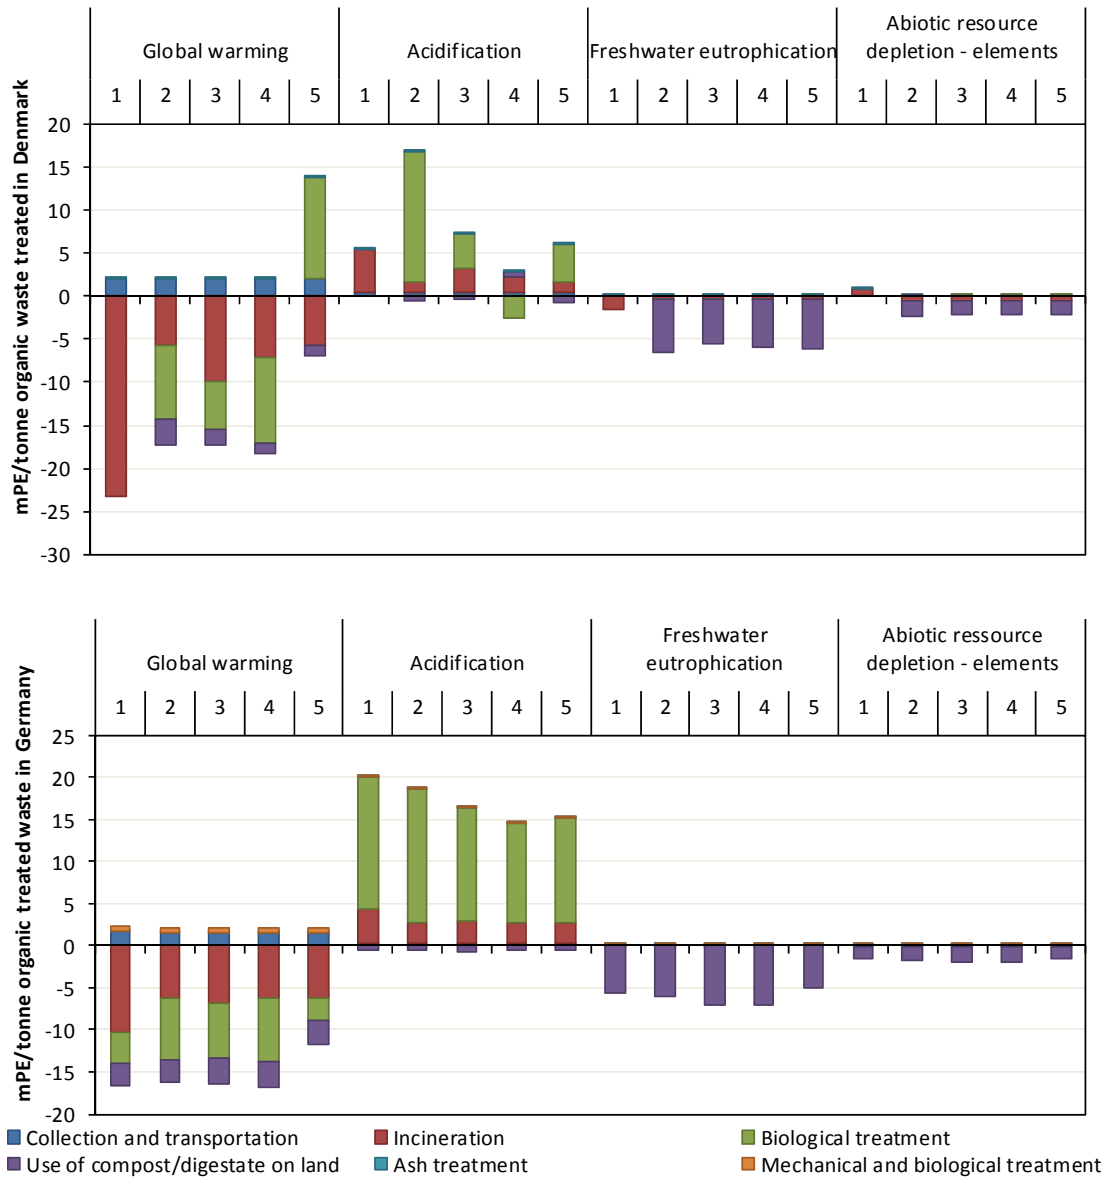 Abiotic resource
Global warming Acidification Freshwater eutrophication depletion - elements
1 2 3 4 5 1 2 3 4 5 1 2 3 4 5 1 2 3 4 5
mPE/tonne organic waste treated in Denmark
20
15
10
5
0
-5
-10
-15
-20
-25
-30
Freshwater Abiotic ressource
Global warming Acidification eutrophication depletion - elements
1 2 3 4 5 1 2 3 4 5 1 2 3 4 5 1 2 3 4 5
mPE/tonne organic treated waste in Germany
25
20
15
10
5
0
-5
-10
-15
-20
Collection and transportation Incineration Biological treatment
Use of compost/digestate on land Ash treatment Mechanical and biological treatment